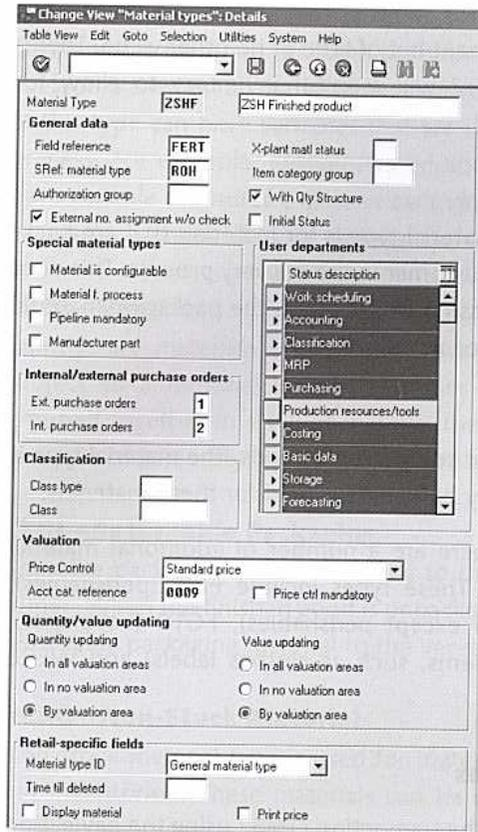 Change View "Material types": Details
Table View Edit Goto Selection Utilities System Help
Material Type ZSHF ZSH Finished product
General data
Field reference FERT X-plant matl status
SRef: material type ROH Item category group
Authorization group With Qty Structure
External no. assignment w/o check Initial Status
Special material types
Material is configurable
Material f. process
Pipeline mandatory
Manufacturer part
User departments
Status description
Work scheduling
Accounting
Classification
MRP
Purchasing
Production resources/tools
Costing
Basic data
Storage
Forecasting
Internal/external purchase orders
Ext. purchase orders 1
Int. purchase orders 2
Classification
Class type
Class
Valuation
Price Control Standard price
Acct cat. reference 0009 Price ctrl mandatory
Quantity/value updating
Quantity updating Value updating
In all valuation areas In all valuation areas
In no valuation area In no valuation area
By valuation area By valuation area
Retail-specific fields
Material type ID General material type
Time till deleted
Display material Print price